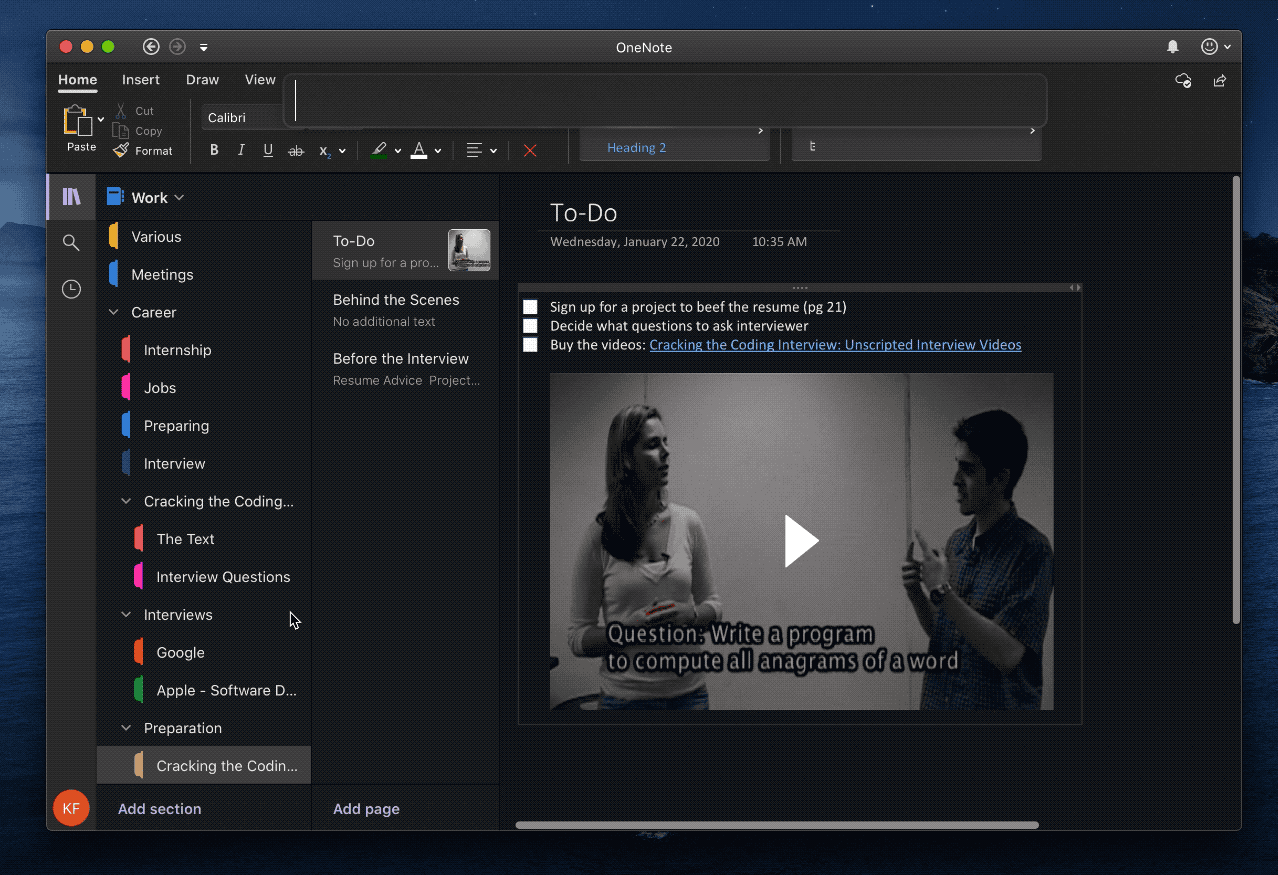 OneNote
Home Insert Draw View
Cut
Copy
Paste
Format
Calibri
B I U ab X2 A
Heading 2
Work
Various
Meetings
Career
Internship
Jobs
Preparing
Interview
Cracking the Coding...
The Text
Interview Questions
Interviews
Google
Apple - Software D...
Preparation
Cracking the Codin...
Add section
KF
To-Do
Sign up for a pro...
Behind the Scenes
No additional text
Before the Interview
Resume Advice Project...
Add page
To-Do
Wednesday, January 22, 2020 10:35 AM
Sign up for a project to beef the resume (pg 21)
Decide what questions to ask interviewer
Buy the videos: Cracking the Coding Interview: Unscripted Interview Videos
Question: Write a program
to compute all anagrams of a word